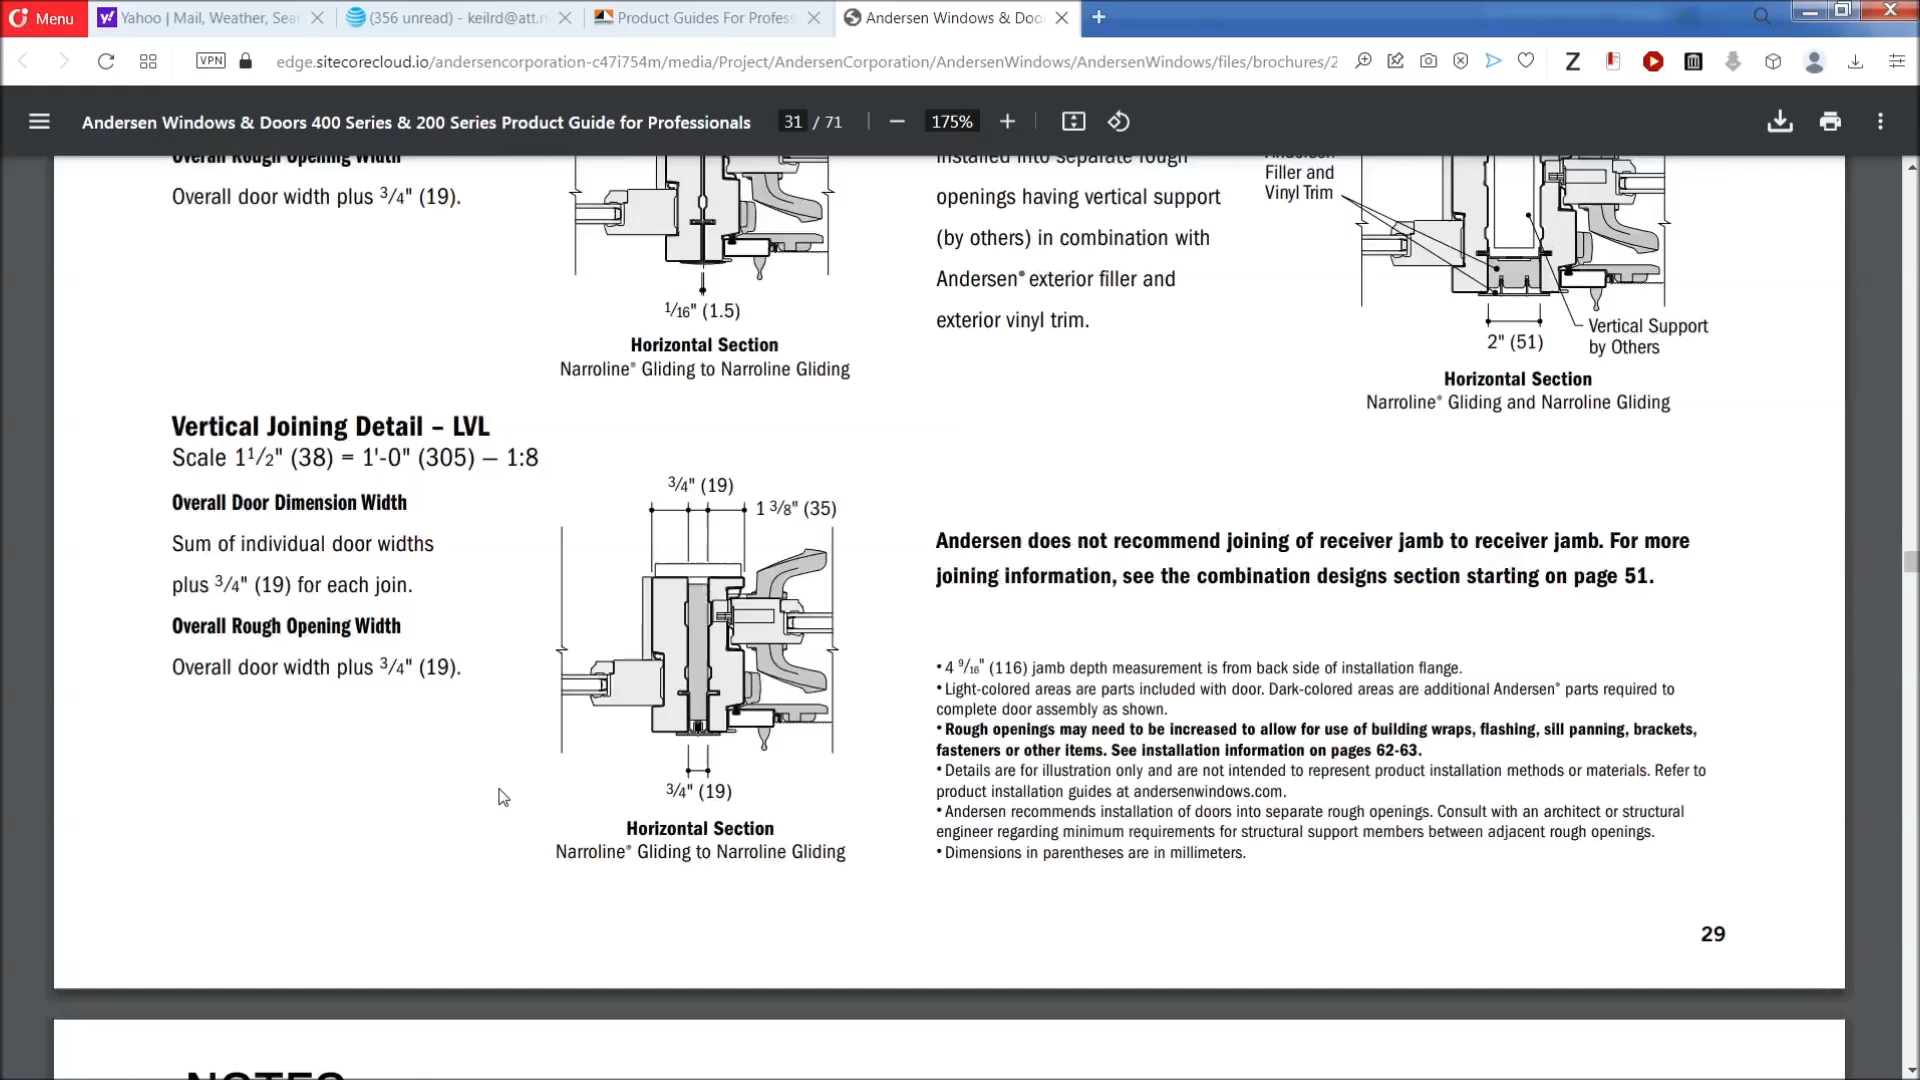 Menu
Yahoo | Mail, Weather, Sear
(356 unread) - keilrd@att.n
Product Guides For Profess
Andersen Windows & Doo
VPN
edge.sitecorecloud.io/andersencorporation-c47i754m/media/Project/AndersenCorporation/AndersenWindows/AndersenWindows/files/brochures/2
Z
Andersen Windows & Doors 400 Series & 200 Series Product Guide for Professionals
31 / 71
175%
Overall Rough Opening Width
Overall door width plus 3/4" (19).
1/16" (1.5)
Horizontal Section
Narroline® Gliding to Narroline Gliding
installed into separate rough
openings having vertical support
(by others) in combination with
Andersen® exterior filler and
exterior vinyl trim.
Andersen
Filler and
Vinyl Trim
2" (51)
Vertical Support
by Others
Horizontal Section
Narroline® Gliding and Narroline Gliding
Vertical Joining Detail – LVL
Scale 1 1/2" (38) = 1'-0" (305) — 1:8
Overall Door Dimension Width
Sum of individual door widths
plus 3/4" (19) for each join.
Overall Rough Opening Width
Overall door width plus 3/4" (19).
3/4" (19)
1 3/8" (35)
3/4" (19)
Horizontal Section
Narroline® Gliding to Narroline Gliding
Andersen does not recommend joining of receiver jamb to receiver jamb. For more
joining information, see the combination designs section starting on page 51.
• 4 9/16" (116) jamb depth measurement is from back side of installation flange.
• Light-colored areas are parts included with door. Dark-colored areas are additional Andersen® parts required to
complete door assembly as shown.
• Rough openings may need to be increased to allow for use of building wraps, flashing, sill panning, brackets,
fasteners or other items. See installation information on pages 62-63.
• Details are for illustration only and are not intended to represent product installation methods or materials. Refer to
product installation guides at andersenwindows.com.
• Andersen recommends installation of doors into separate rough openings. Consult with an architect or structural
engineer regarding minimum requirements for structural support members between adjacent rough openings.
• Dimensions in parentheses are in millimeters.
29
NOTES